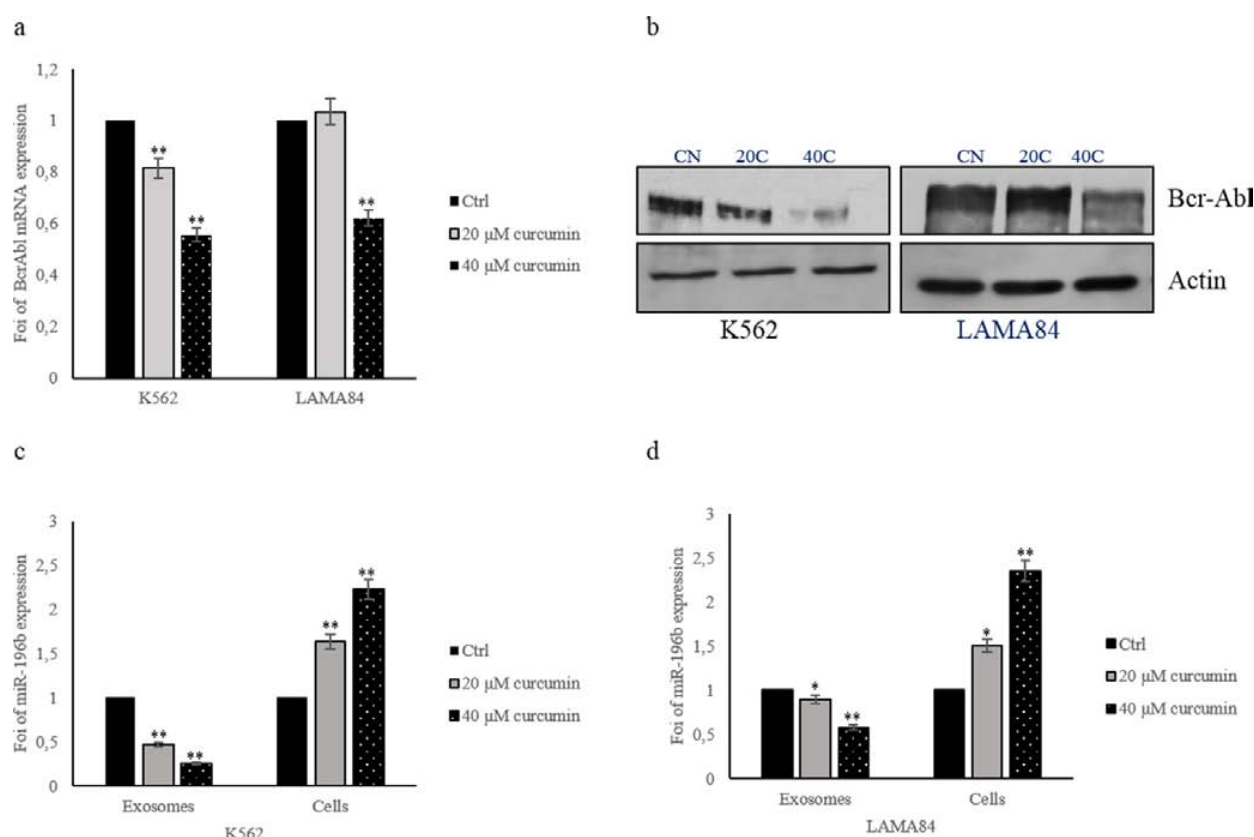 a
Foi of BcrAbl mRNA expression
1,2
1
0,8
0,6
0,4
0,2
0
**
**
**
K562
LAMA84
Ctrl
20 µM curcumin
40 µM curcumin
b
CN 20C 40C
CN 20C 40C
Bcr-Abl
Actin
K562
LAMA84
c
Foi of miR-196b expression
3
2,5
2
1,5
1
0,5
0
**
**
**
**
Exosomes
Cells
K562
Ctrl
20 µM curcumin
40 µM curcumin
d
Foi of miR-196b expression
3
2,5
2
1,5
1
0,5
0
*
**
*
**
Exosomes
Cells
LAMA84
Ctrl
20 µM curcumin
40 µM curcumin